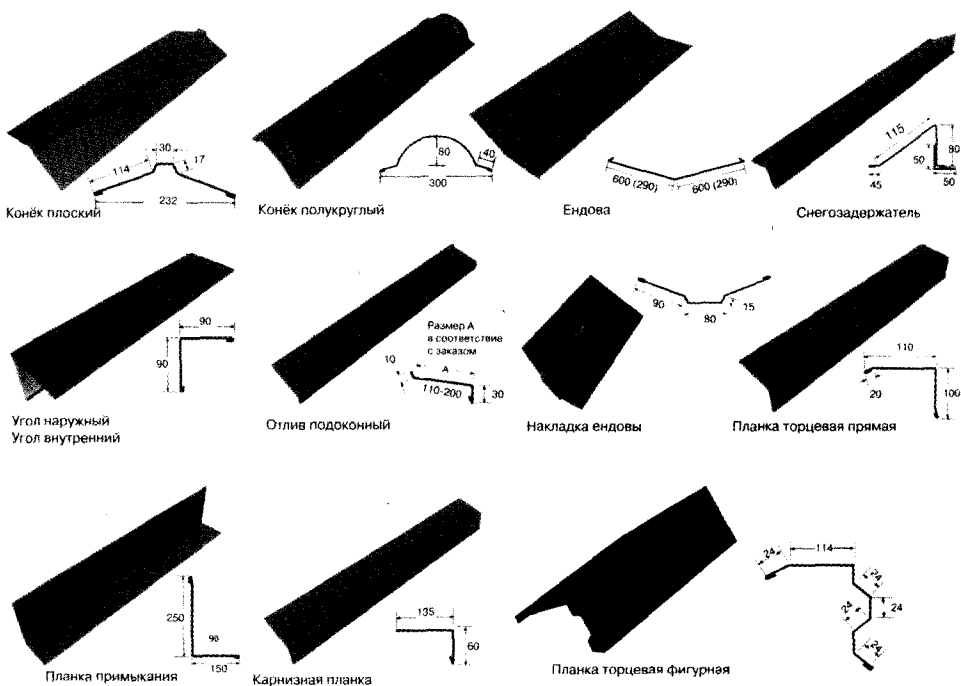 30
114
17
232
Конёк плоский
80
40
300
Конёк полукруглый
600 (290)
600 (290)
Ендова
115
80
50
45
50
Снегозадержатель
90
90
Угол наружный
Угол внутренний
Размер А
в соответствие
с заказом
10
А
110-200
30
Отлив подоконный
90
80
15
Накладка ендовы
110
20
100
Планка торцевая прямая
250
90
150
Планка примыкания
135
60
Карнизная планка
24
114
24
24
24
24
Планка торцевая фигурная